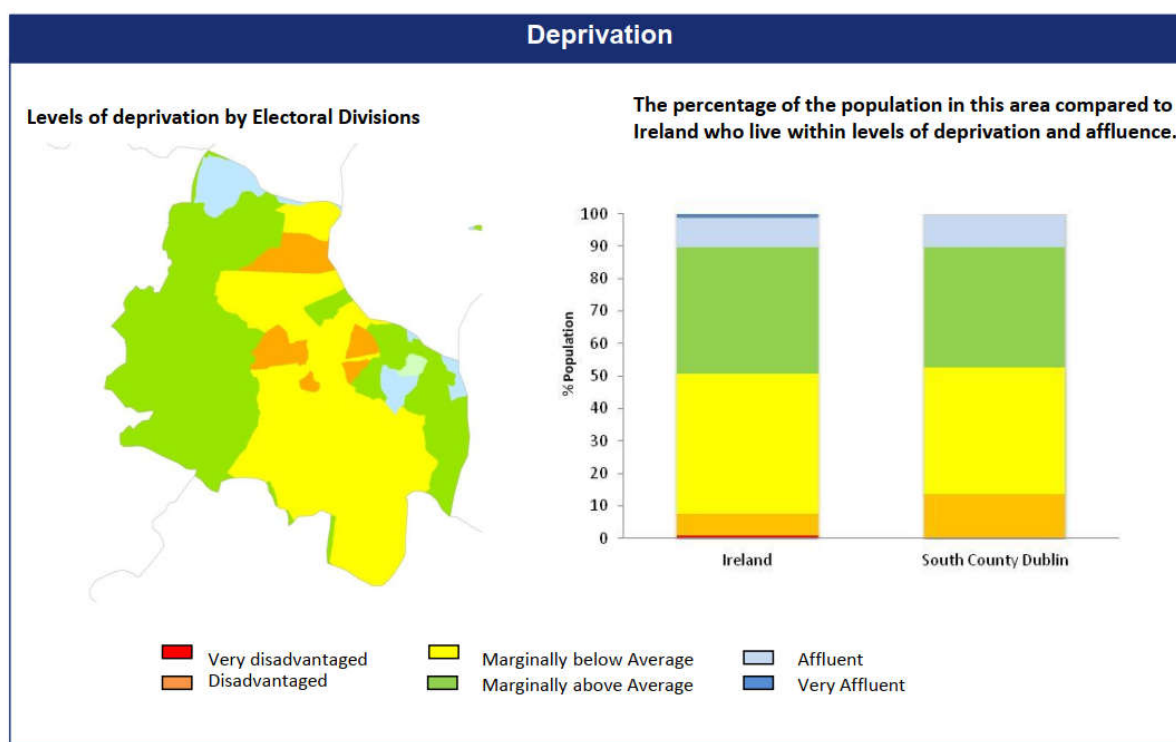 Deprivation
Levels of deprivation by Electoral Divisions
The percentage of the population in this area compared to
Ireland who live within levels of deprivation and affluence.
% Population
100
90
80
70
60
50
40
30
20
10
0
Ireland
South County Dublin
Very disadvantaged
Disadvantaged
Marginally below Average
Marginally above Average
Affluent
Very Affluent